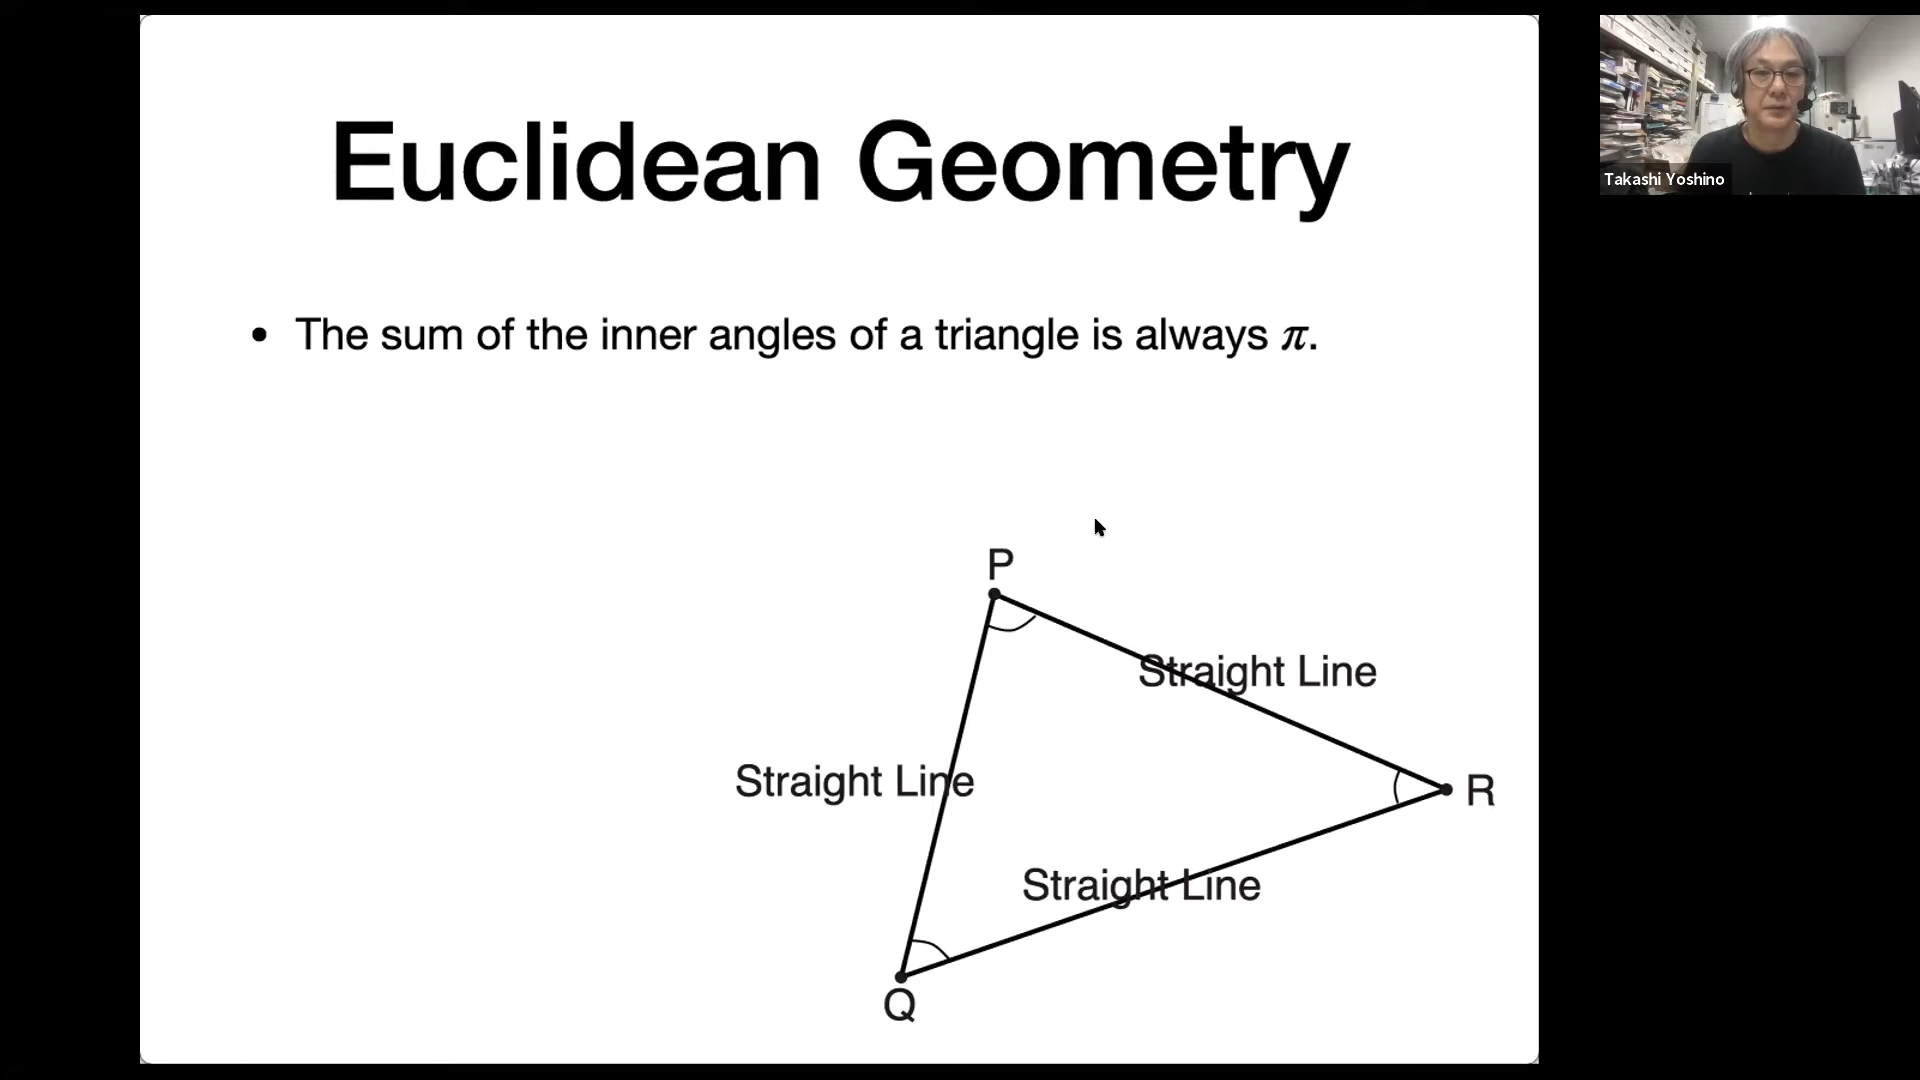 Euclidean Geometry
Takashi Yoshino
• The sum of the inner angles of a triangle is always π.
P
Straight Line
Straight Line
R
Straight Line
Q